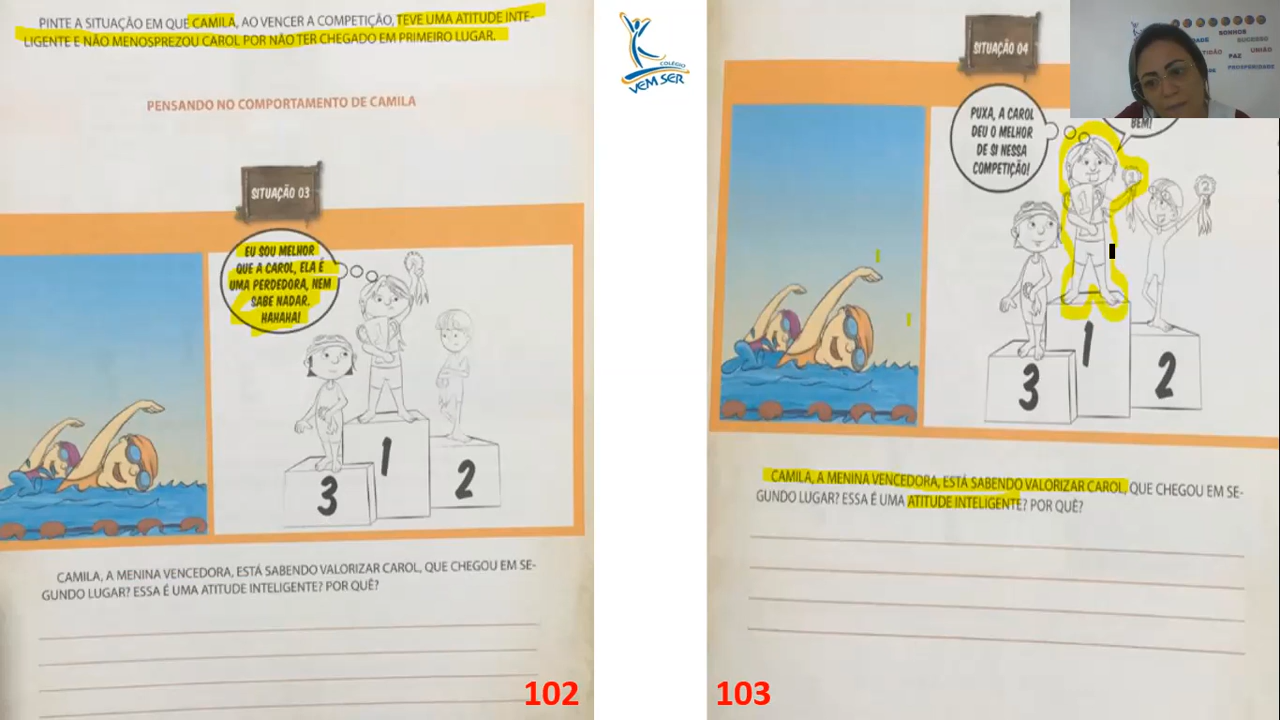 PINTE A SITUAÇÃO EM QUE CAMILA, AO VENCER A COMPETIÇÃO, TEVE UMA ATITUDE INTE-
LIGENTE E NÃO MENOSPREZOU CAROL POR NÃO TER CHEGADO EM PRIMEIRO LUGAR.
PENSANDO NO COMPORTAMENTO DE CAMILA
SITUAÇÃO 03
EU SOU MELHOR
QUE A CAROL, ELA É
UMA PERDEDORA, NEM
SABE NADAR.
HAHAHA!
1
2
3
CAMILA, A MENINA VENCEDORA, ESTÁ SABENDO VALORIZAR CAROL, QUE CHEGOU EM SE-
GUNDO LUGAR? ESSA É UMA ATITUDE INTELIGENTE? POR QUÊ?
102
COLÉGIO
VEM SER
SITUAÇÃO 04
PUXA, A CAROL
DEU O MELHOR
DE SI NESSA
COMPETIÇÃO!
BEM!
1
2
3
CAMILA, A MENINA VENCEDORA, ESTÁ SABENDO VALORIZAR CAROL, QUE CHEGOU EM SE-
GUNDO LUGAR? ESSA É UMA ATITUDE INTELIGENTE? POR QUÊ?
103
SONHOS
SUCESSO
UNIÃO
PAZ
PROSPERIDADE